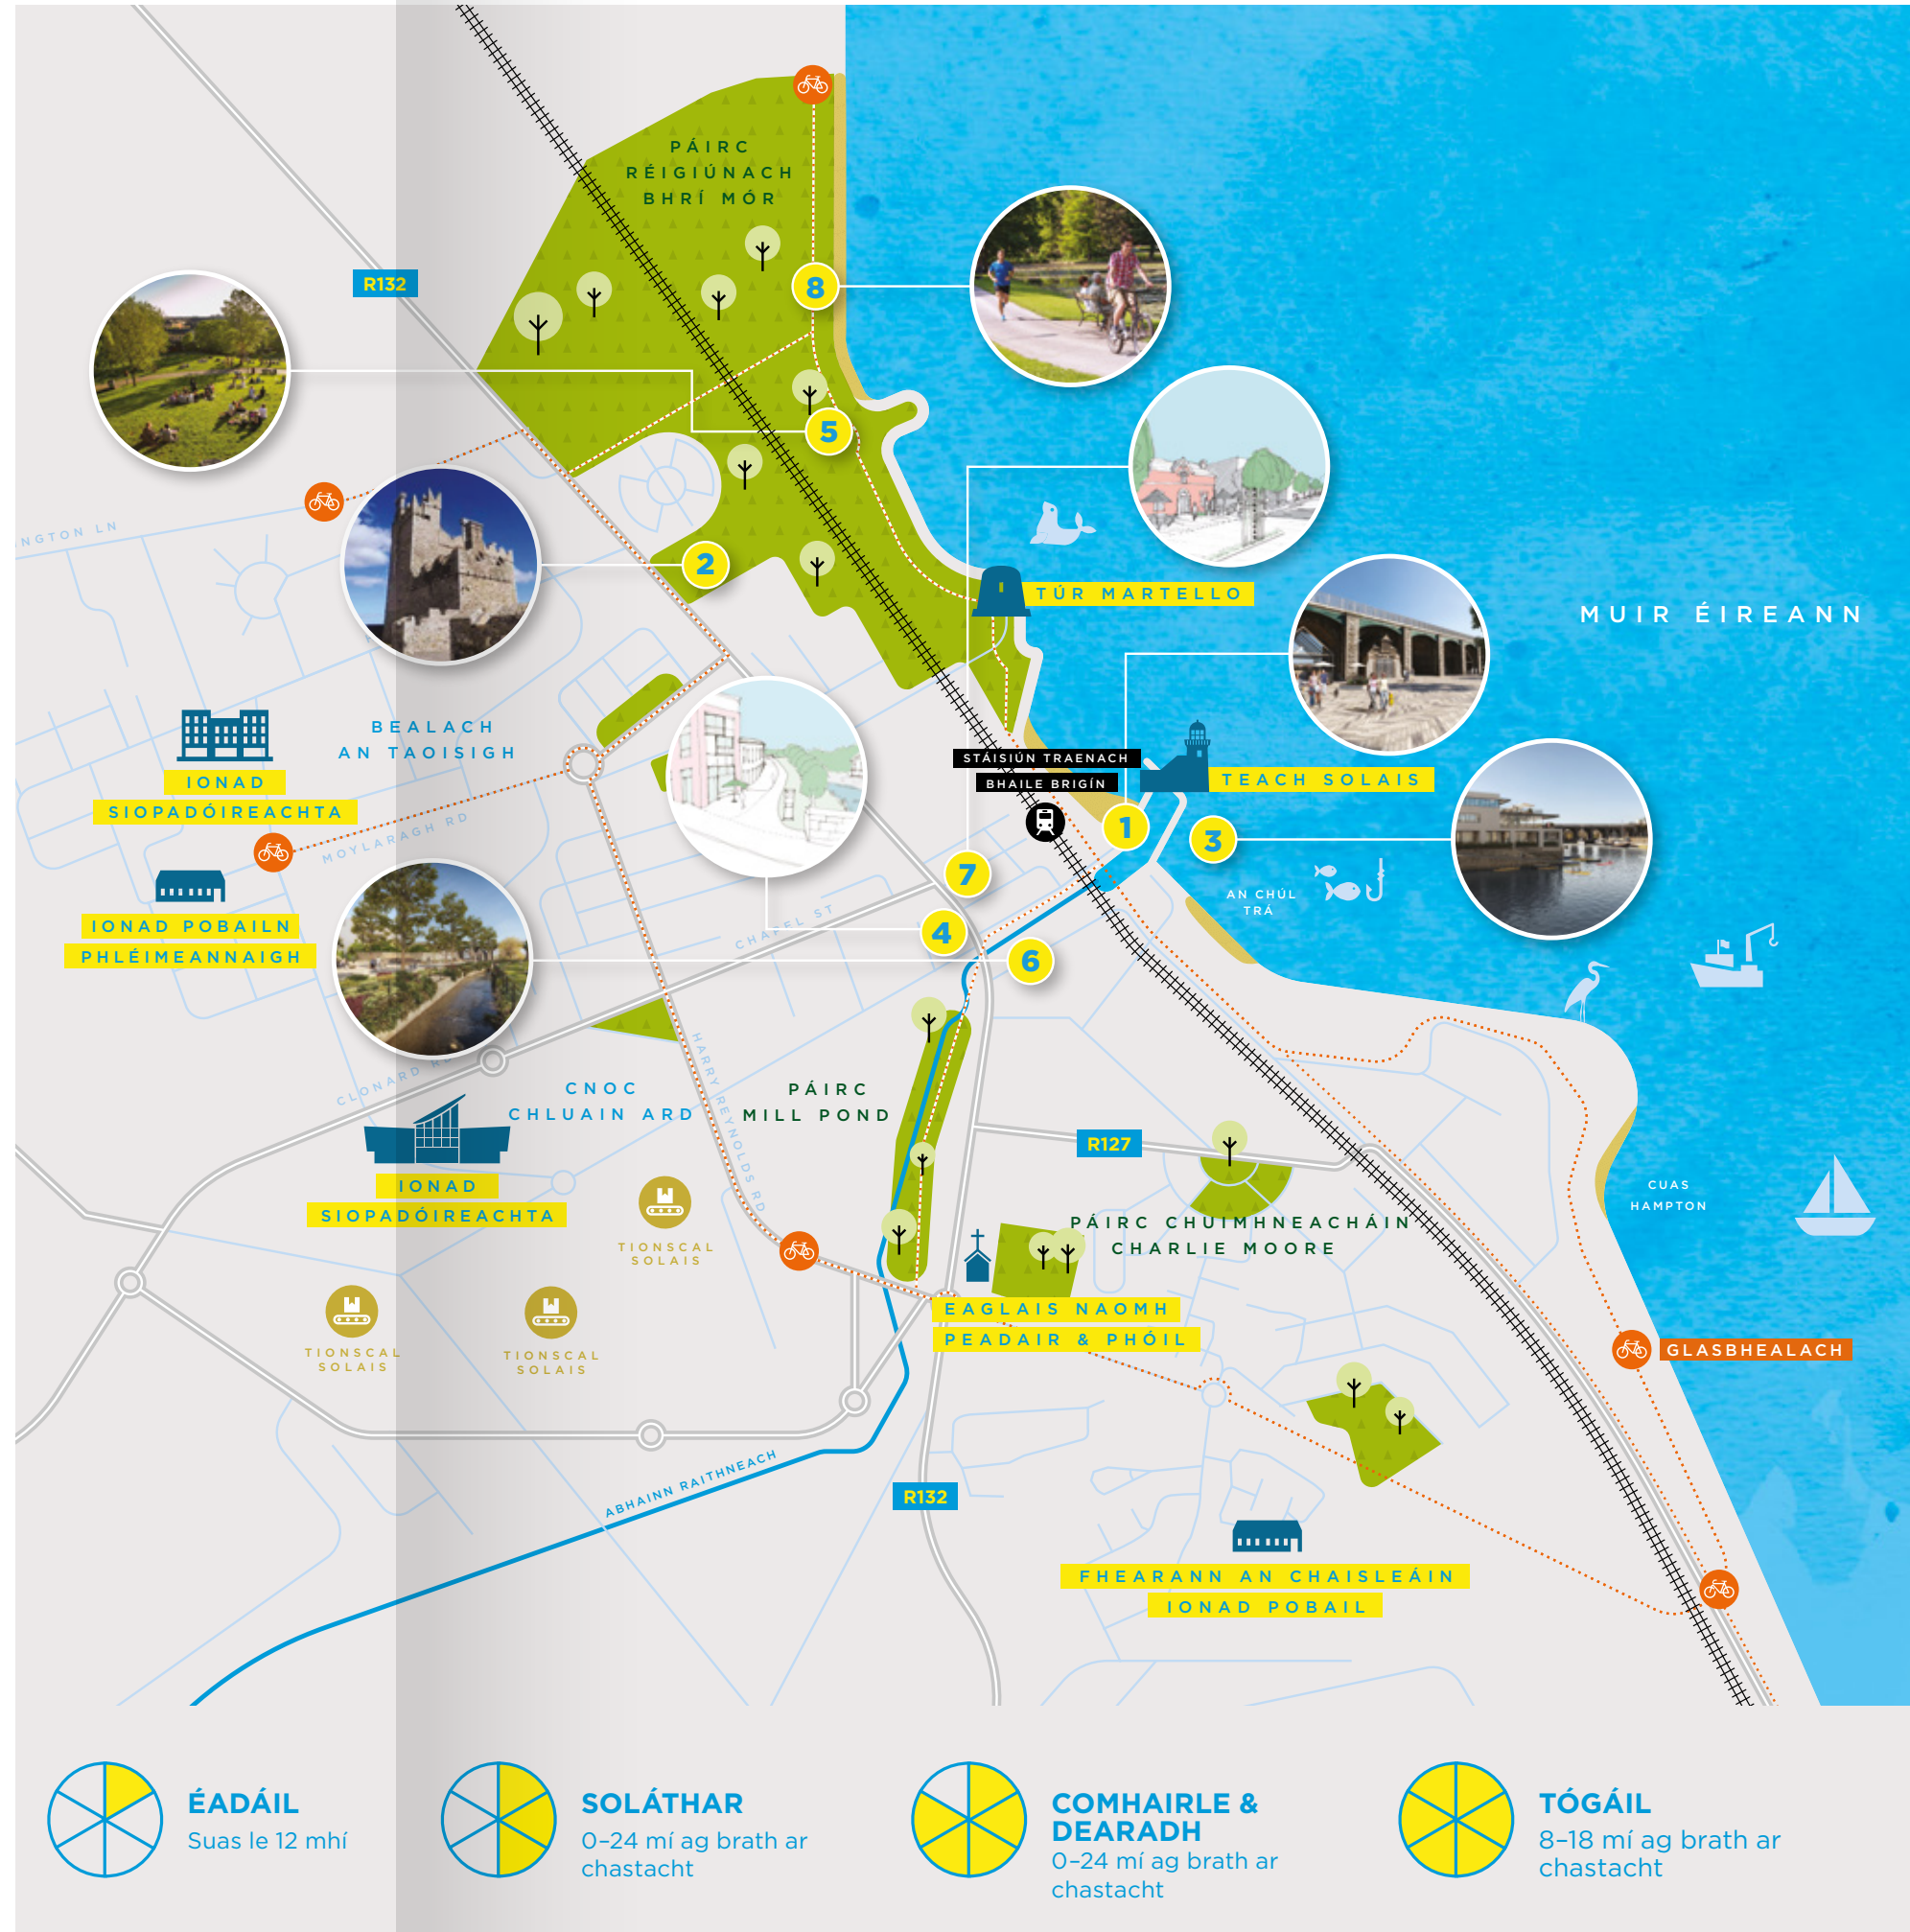 PÁIRC
RÉIGIÚNACH
BHRÍ MÓR
R132
8
5
2
NGTON LN
TÚR MARTELLO
MUIR ÉIREANN
BEALACH
AN TAOISIGH
IONAD
SIOPADÓIREACHTA
STÁISIÚN TRAENACH
BHAILE BRIGÍN
TEACH SOLAIS
1
3
MOYLARAGH RD
7
AN CHÚL
TRÁ
IONAD POBAILN
PHLÉIMEANNAIGH
CHAPEL ST
4
6
CLONARD R
HARRY REYNOLDS RD
CNOC
CHLUAIN ARD
PÁIRC
MILL POND
R127
IONAD
SIOPADÓIREACHTA
CUAS
HAMPTON
PÁIRC CHUIMHNEACHÁIN
CHARLIE MOORE
TIONSCAL
SOLAIS
TIONSCAL
SOLAIS
TIONSCAL
SOLAIS
EAGLAIS NAOMH
PEADAIR & PHÓIL
GLASBHEALACH
ABHAINN RAITHNEACH
R132
FHEARANN AN CHAISLEÁIN
IONAD POBAIL
ÉADÁIL
Suas le 12 mhí
SOLÁTHAR
0–24 mí ag brath ar
chastacht
COMHAIRLE &
DEARADH
0–24 mí ag brath ar
chastacht
TÓGÁIL
8–18 mí ag brath ar
chastacht